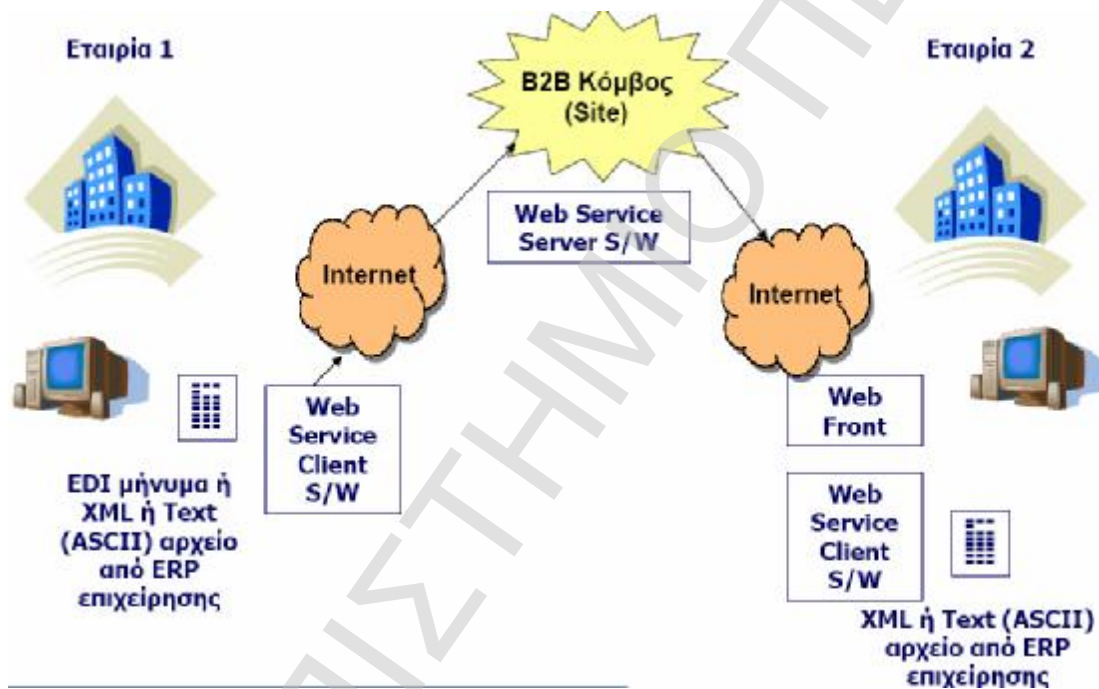 Εταιρία 1
Εταιρία 2
B2B Κόμβος
(Site)
Web Service
Server S/W
Internet
Internet
Web
Service
Client
S/W
Web
Front
EDI μήνυμα ή
XML ή Text
(ASCII) αρχείο
από ERP
επιχείρησης
Web
Service
Client
S/W
XML ή Text (ASCII)
αρχείο από ERP
επιχείρησης